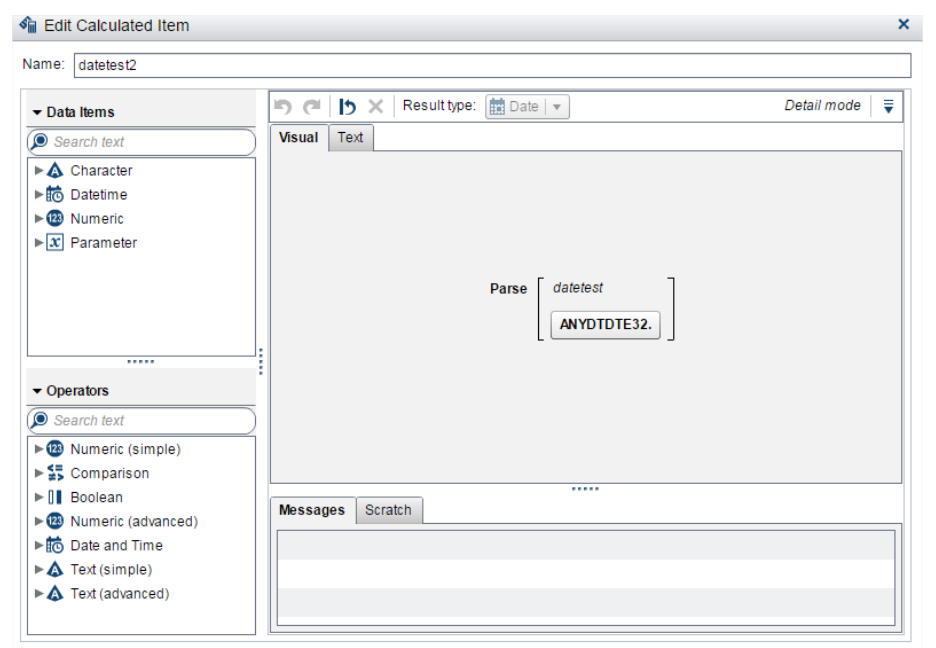 Edit Calculated Item
Name: datetest2
Data Items
Search text
Character
Datetime
Numeric
Parameter
Operators
Search text
Numeric (simple)
Comparison
Boolean
Numeric (advanced)
Date and Time
Text (simple)
Text (advanced)
Result type: Date Detail mode
Visual Text
Parse datetest
ANYDTDTE32.
Messages Scratch